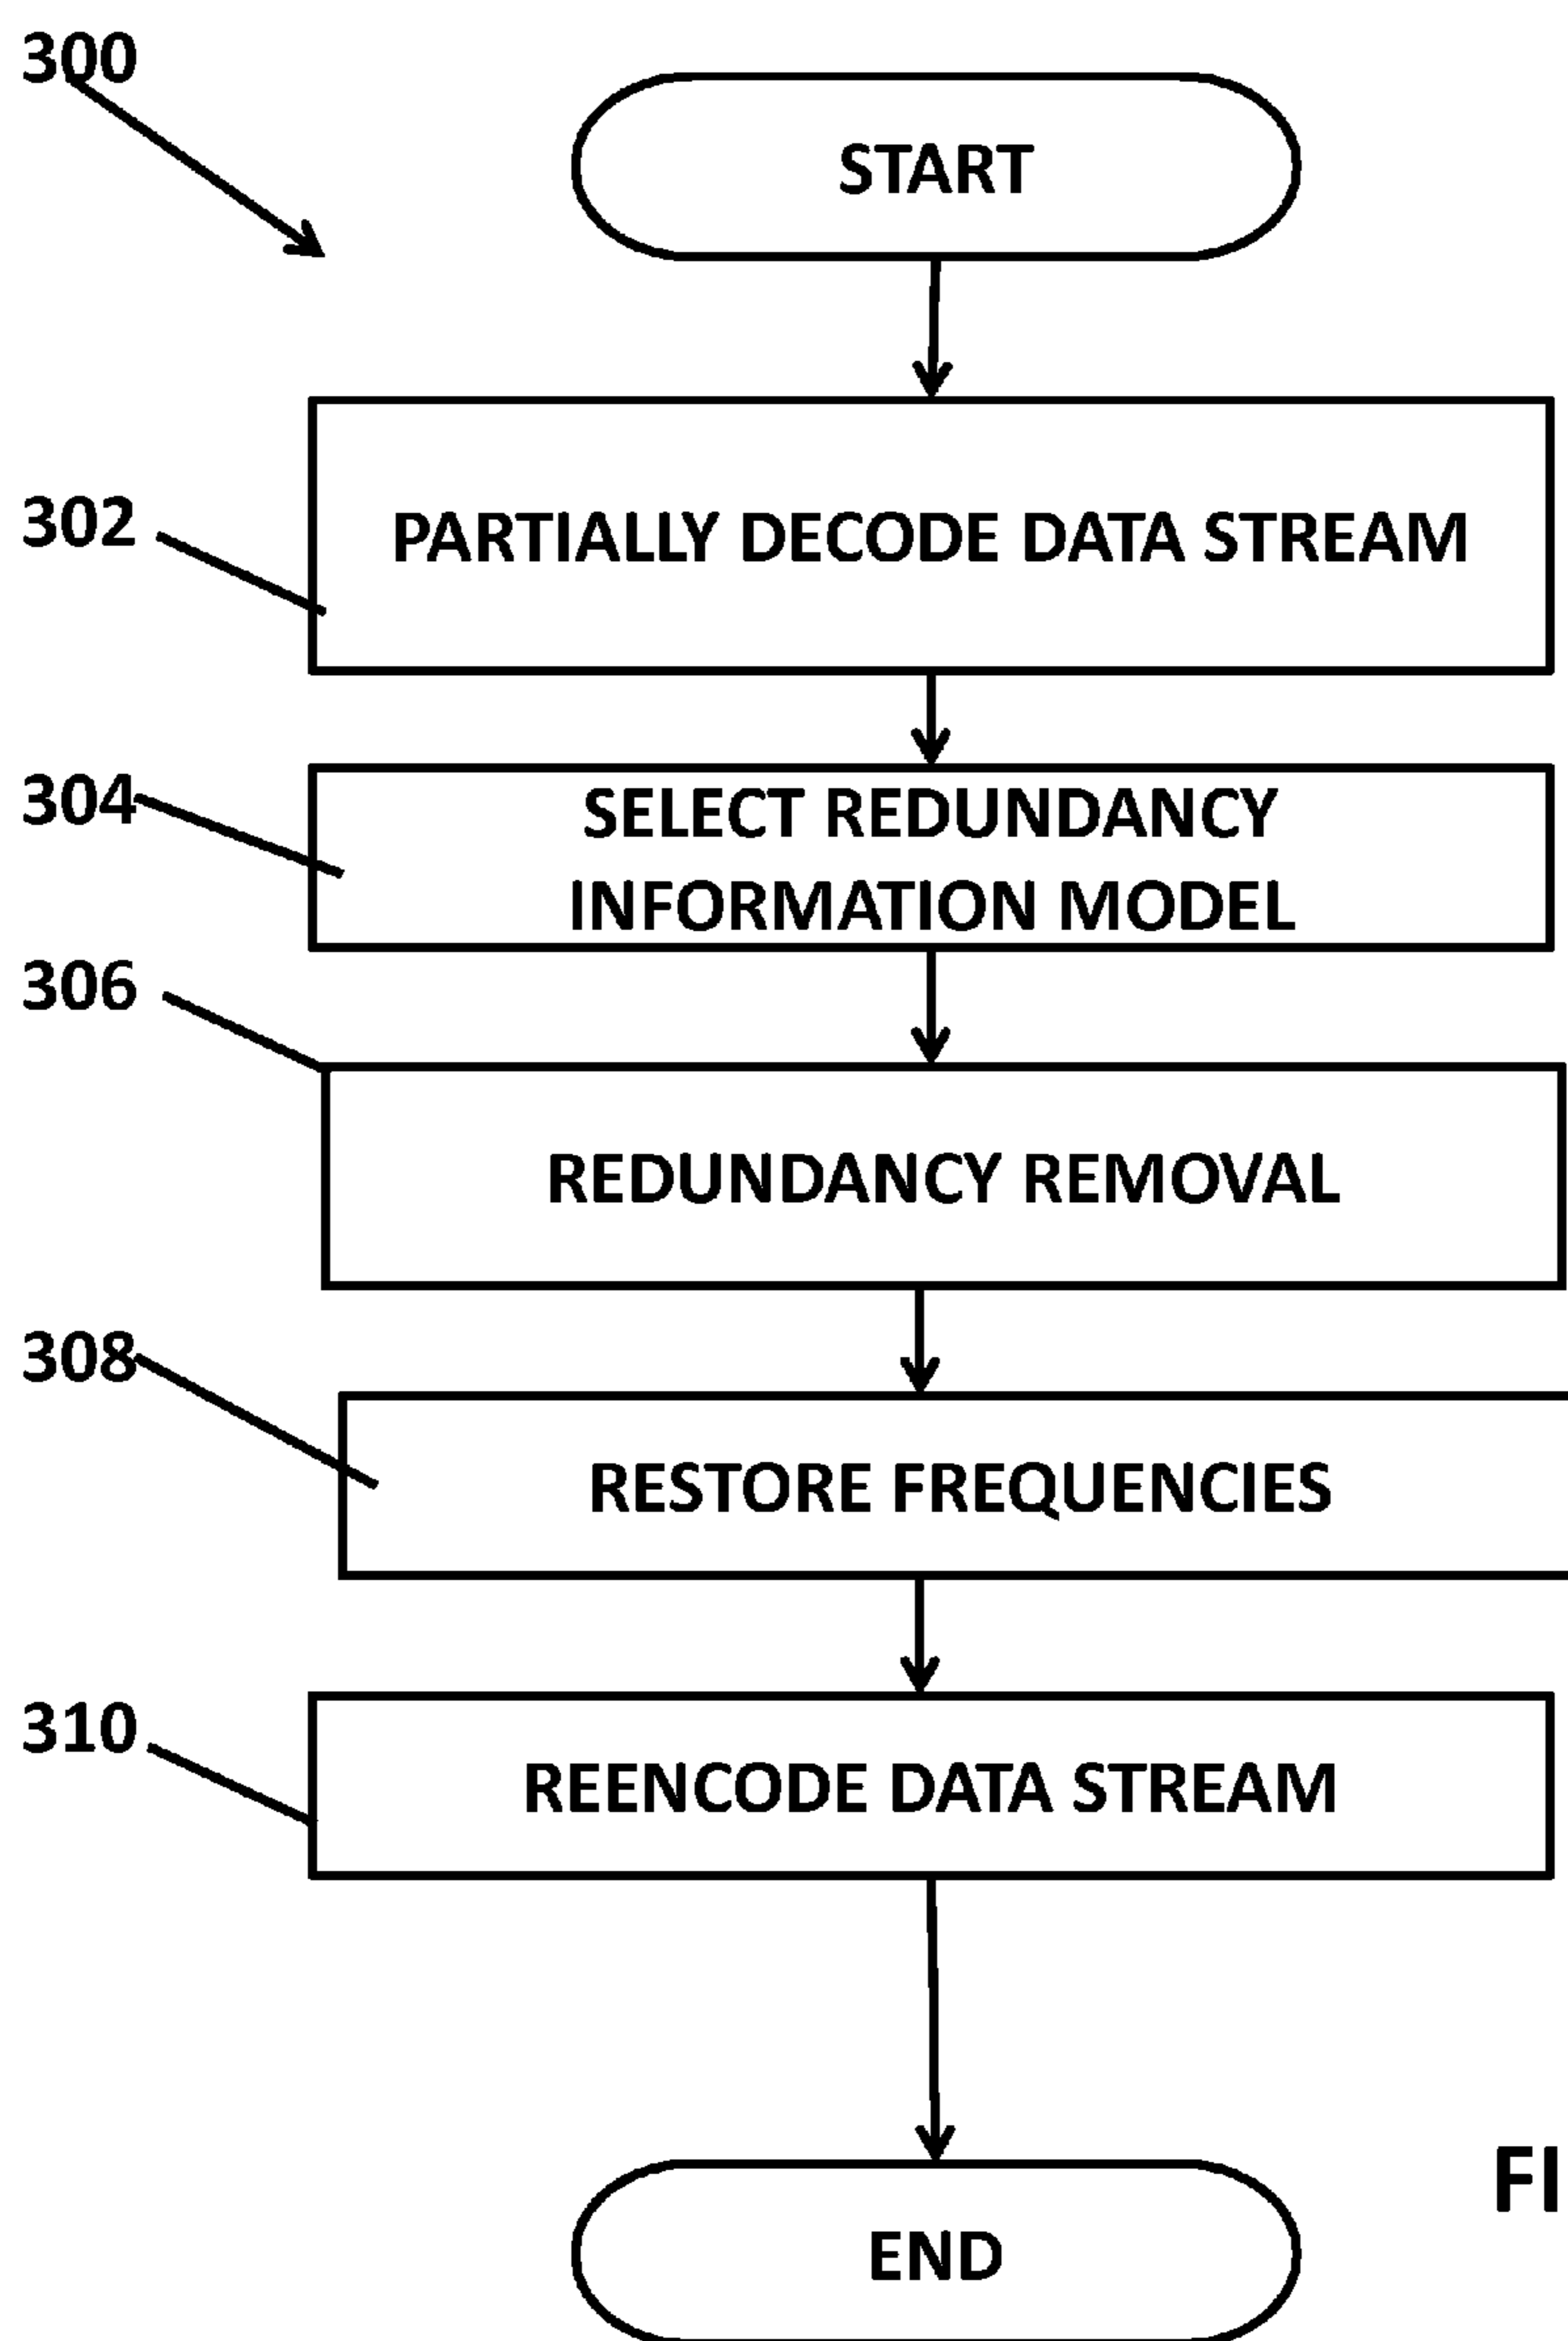 300
START
302
PARTIALLY DECODE DATA STREAM
304
SELECT REDUNDANCY
INFORMATION MODEL
306
REDUNDANCY REMOVAL
308
RESTORE FREQUENCIES
310
REENCODE DATA STREAM
FI
END